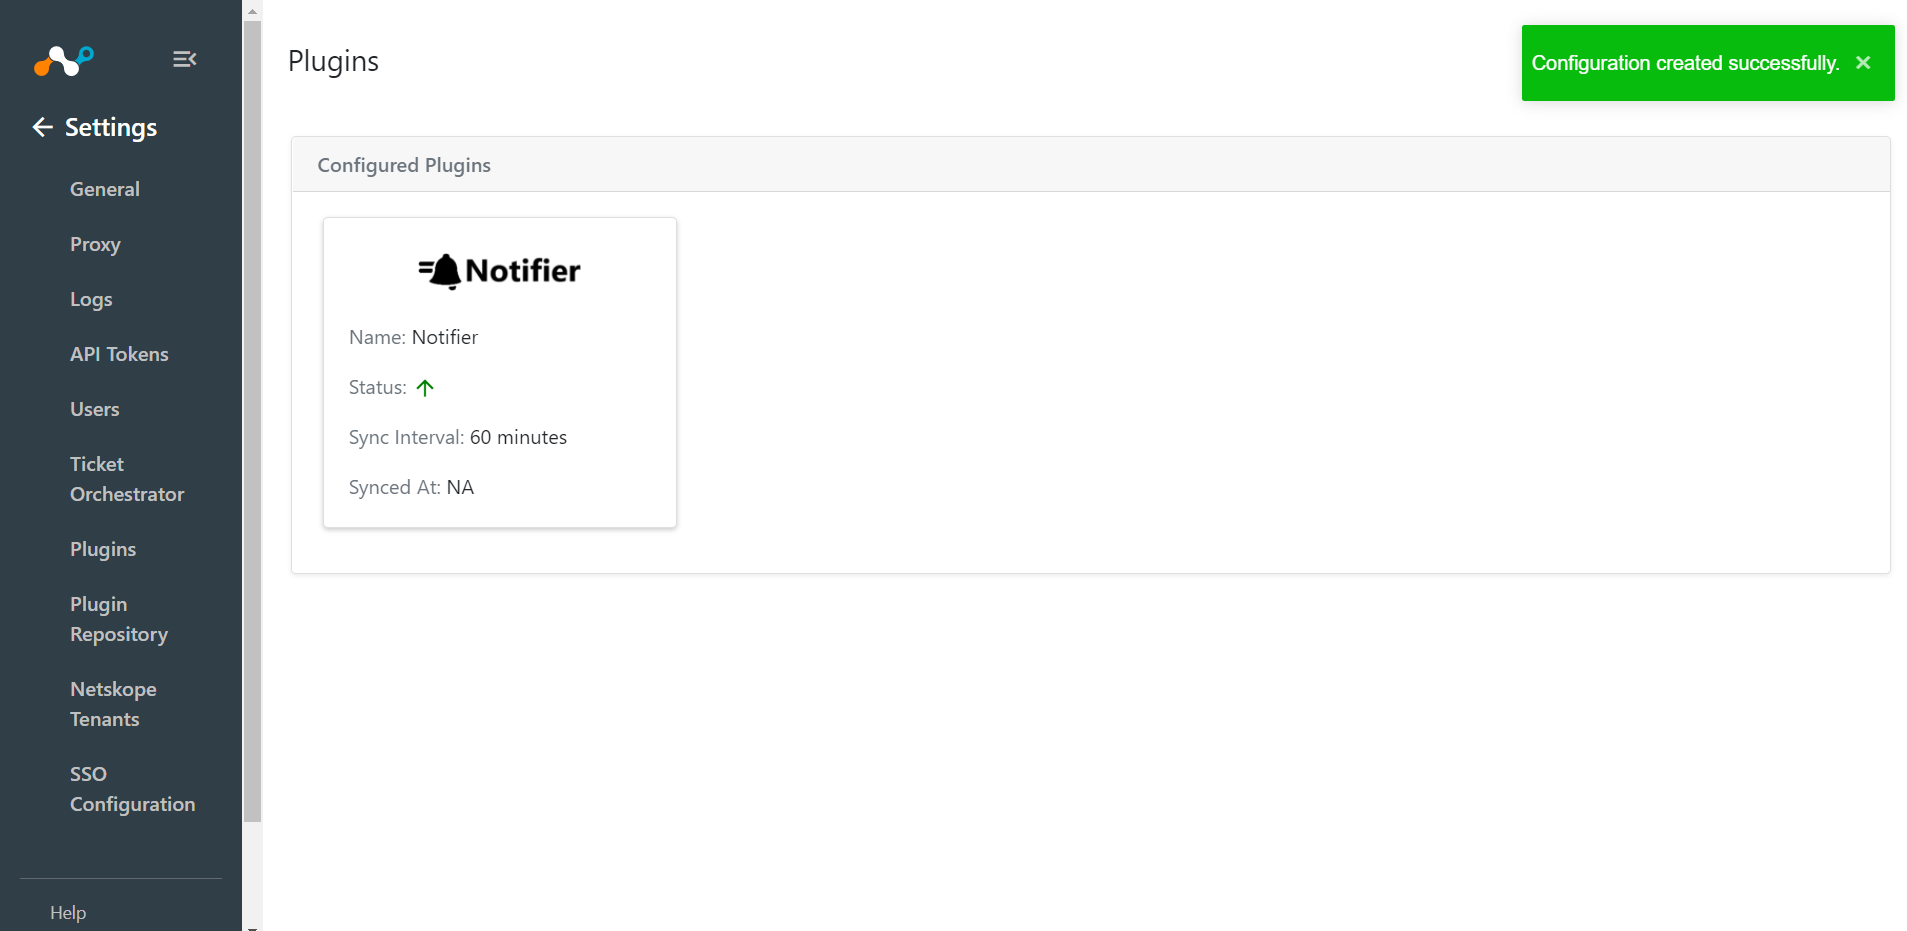 Settings
General
Proxy
Logs
API Tokens
Users
Ticket
Orchestrator
Plugins
Plugin
Repository
Netskope
Tenants
SSO
Configuration
Help
Plugins
Configuration created successfully.
Configured Plugins
Notifier
Name: Notifier
Status:
Sync Interval: 60 minutes
Synced At: NA